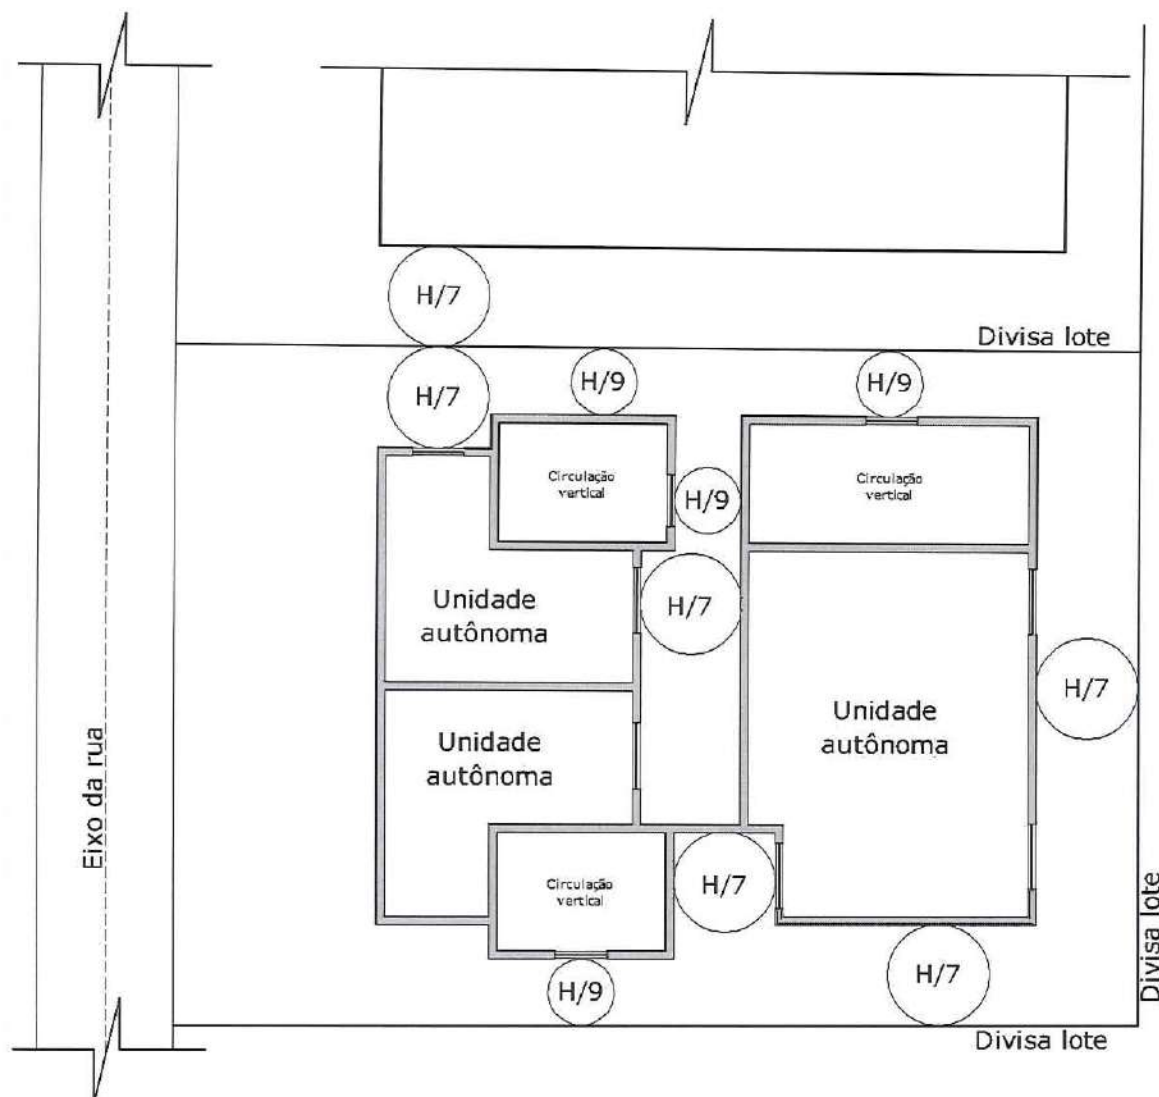 H/7
Divisa lote
H/7
H/9
H/9
Circulação
vertical
H/9
Circulação
vertical
Unidade
autônoma
H/7
H/7
Unidade
autônoma
Unidade
autônoma
Eixo da rua
Circulação
vertical
H/7
H/7
H/9
Divisa lote
Divisa lote